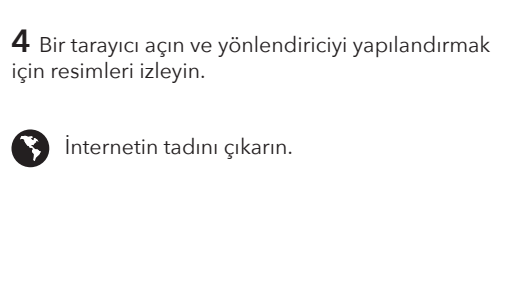 4 Bir tarayıcı açın ve yönlendiriciyi yapılandırmak
için resimleri izleyin.
İnternetin tadını çıkarın.